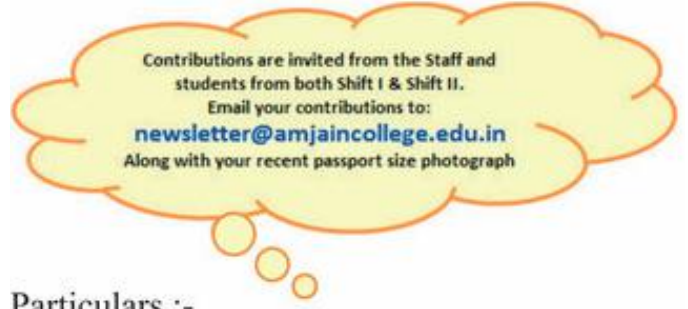 Contributions are invited from the Staff and
students from both Shift I & Shift II.
Email your contributions to:
newsletter@amjaincollege.edu.in
Along with your recent passport size photograph
Particulars :-